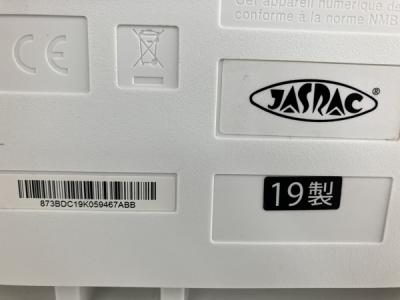 Cet appareil numérique de
conforme à la norme NMB
CE
JASRAC®
873BDC19K059467ABB
19製